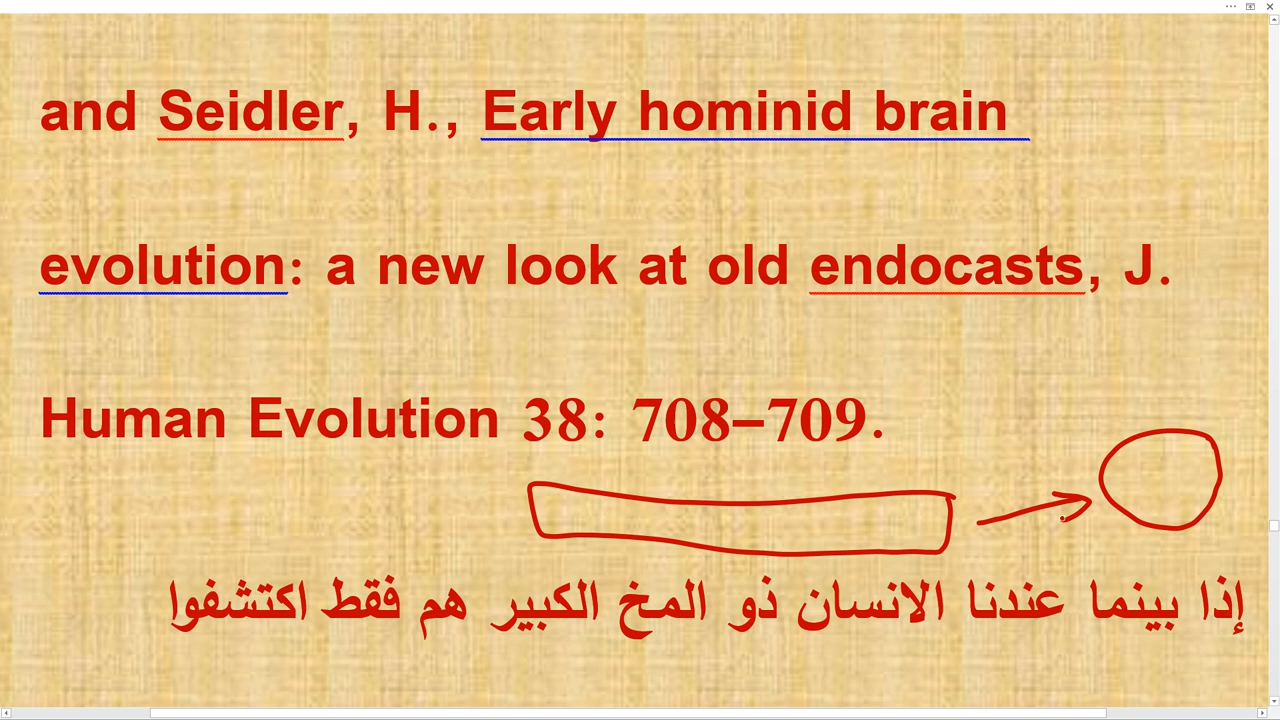 and Seidler, H., Early hominid brain
evolution: a new look at old endocasts, J.
Human Evolution 38: 708–709.
إذا بينما عندنا الانسان ذو المخ الكبير هم فقط اكتشفوا